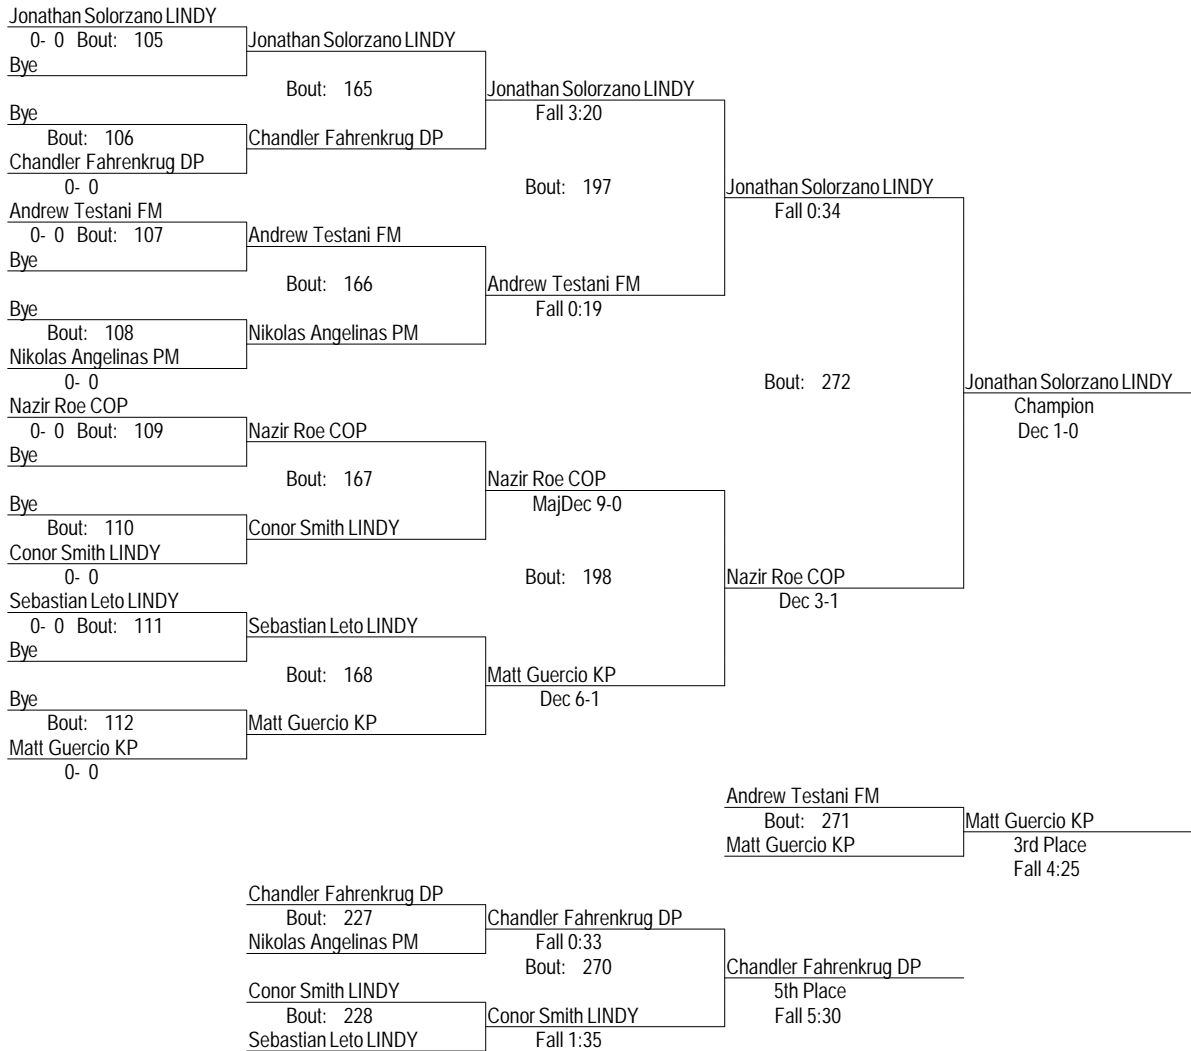 Jonathan Solorzano LINDY
0- 0 Bout: 105
Jonathan Solorzano LINDY
Bye
Bout: 165
Jonathan Solorzano LINDY
Bye
Fall 3:20
Bout: 106
Chandler Fahrenkrug DP
Chandler Fahrenkrug DP
0- 0
Bout: 197
Jonathan Solorzano LINDY
Andrew Testani FM
Fall 0:34
0- 0 Bout: 107
Andrew Testani FM
Bye
Bout: 166
Andrew Testani FM
Bye
Fall 0:19
Bout: 108
Nikolas Angelinas PM
Nikolas Angelinas PM
0- 0
Bout: 272
Jonathan Solorzano LINDY
Nazir Roe COP
Champion
0- 0 Bout: 109
Nazir Roe COP
Dec 1-0
Bye
Bout: 167
Nazir Roe COP
Bye
MajDec 9-0
Bout: 110
Conor Smith LINDY
Conor Smith LINDY
0- 0
Bout: 198
Nazir Roe COP
Sebastian Leto LINDY
Dec 3-1
0- 0 Bout: 111
Sebastian Leto LINDY
Bye
Bout: 168
Matt Guercio KP
Bye
Dec 6-1
Bout: 112
Matt Guercio KP
Matt Guercio KP
0- 0
Andrew Testani FM
Bout: 271
Matt Guercio KP
Matt Guercio KP
3rd Place
Fall 4:25
Chandler Fahrenkrug DP
Bout: 227
Chandler Fahrenkrug DP
Nikolas Angelinas PM
Fall 0:33
Bout: 270
Chandler Fahrenkrug DP
Conor Smith LINDY
5th Place
Bout: 228
Conor Smith LINDY
Fall 5:30
Sebastian Leto LINDY
Fall 1:35